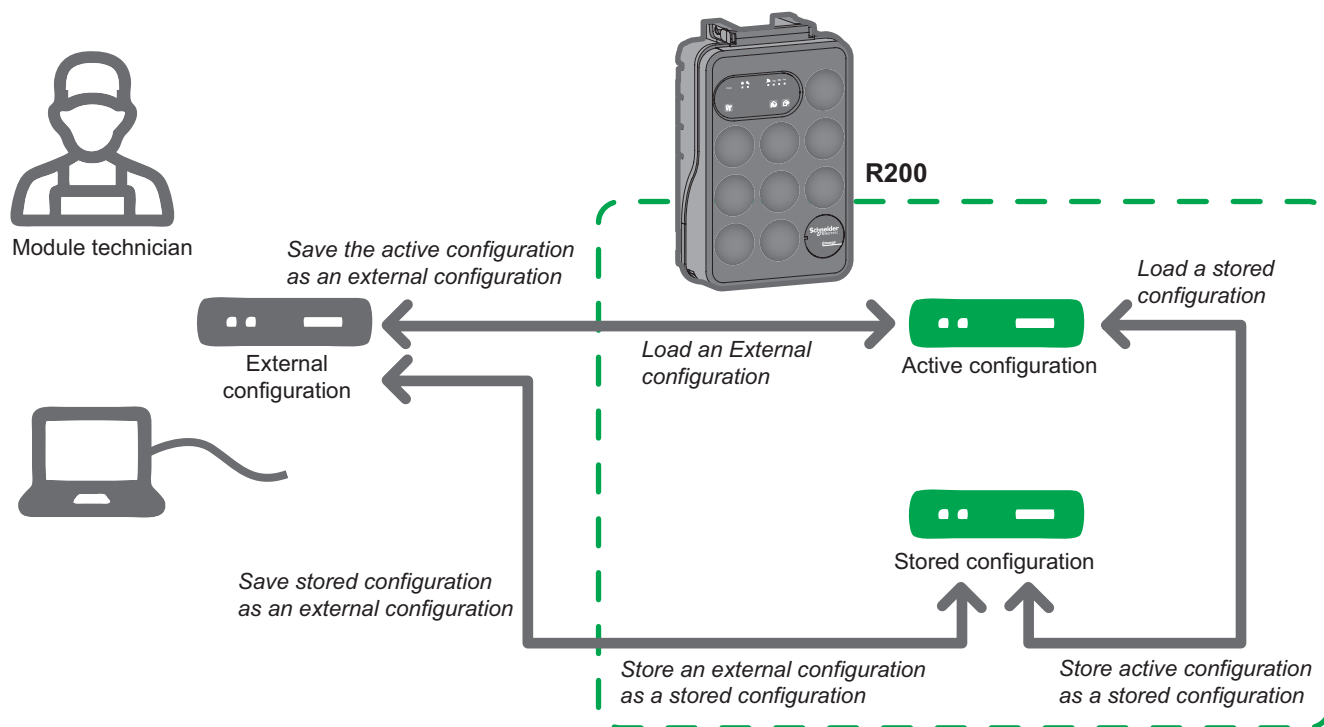 R200
Module technician
Save the active configuration
as an external configuration
Load a stored
configuration
External
configuration
Load an External
configuration
Active configuration
Stored configuration
Save stored configuration
as an external configuration
Store an external configuration
as a stored configuration
Store active configuration
as a stored configuration
Schneider
Electric